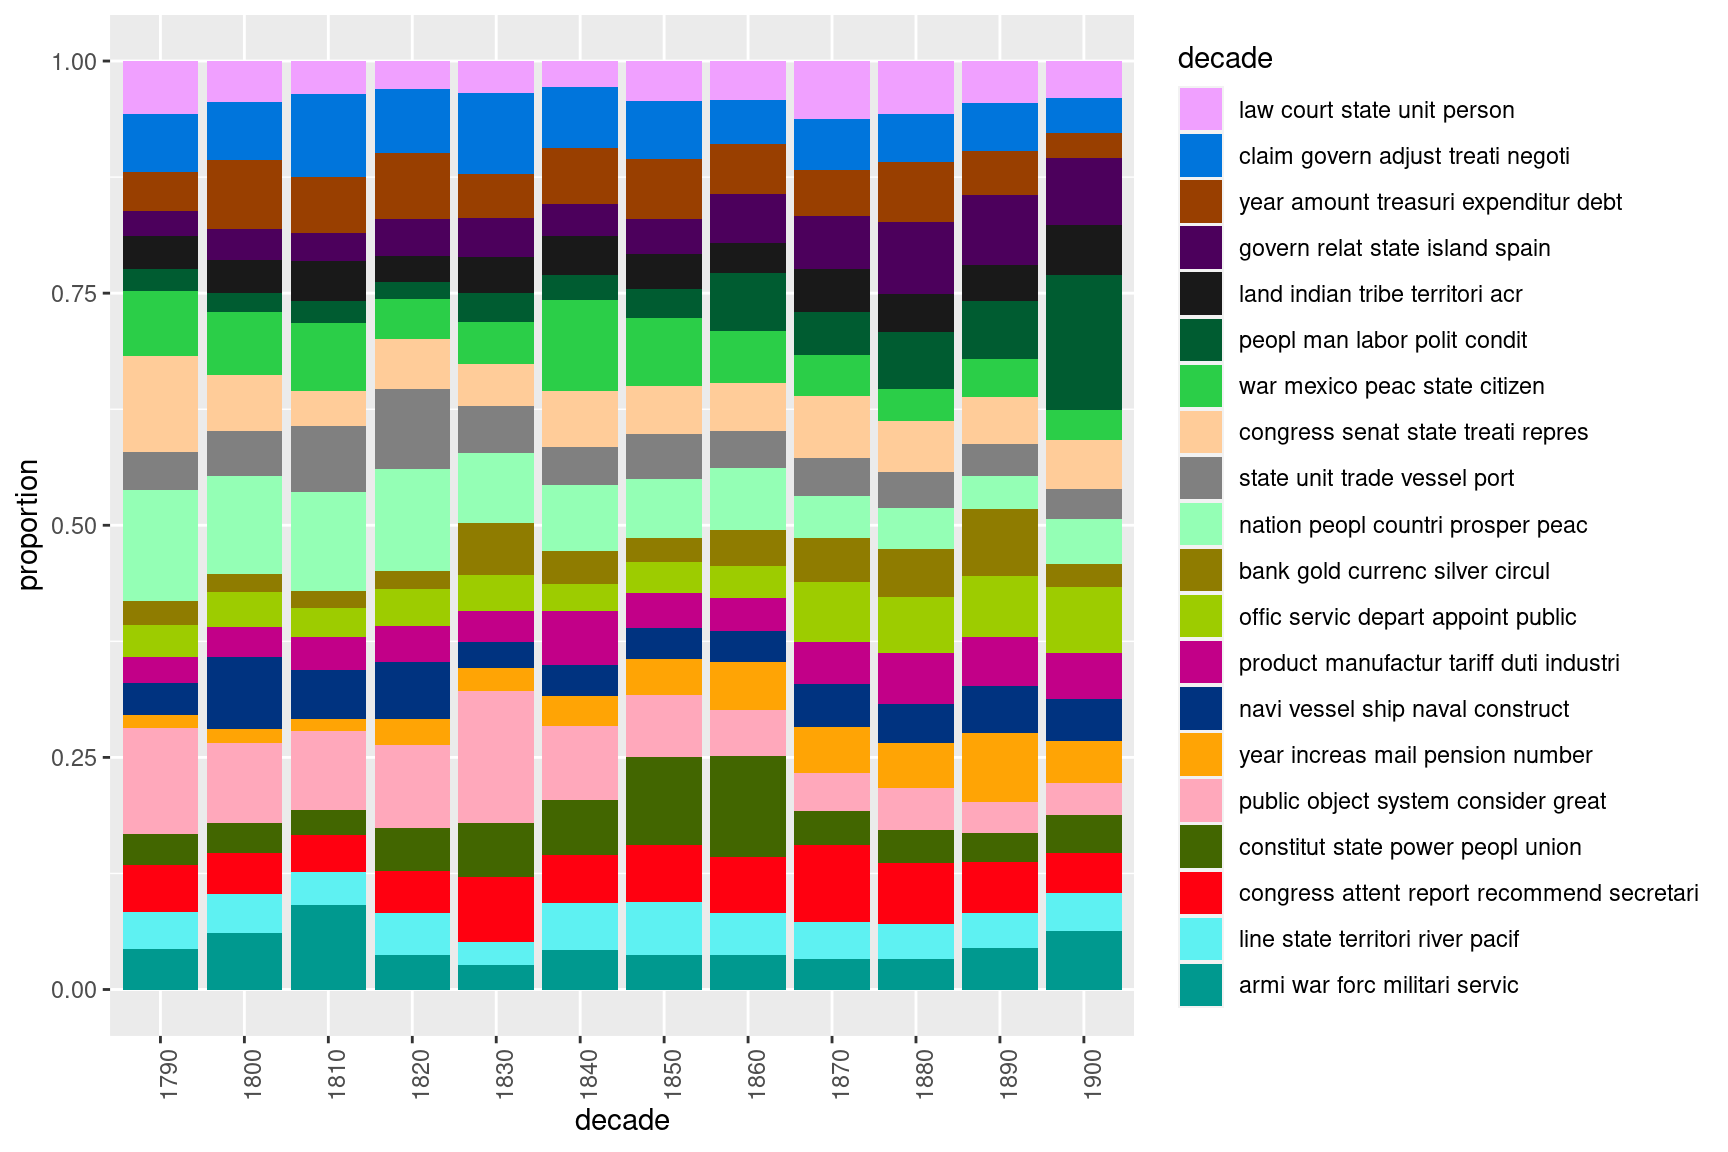 decade
law court state unit person
claim govern adjust treati negoti
year amount treasuri expenditur debt
govern relat state island spain
land indian tribe territori acr
peopl man labor polit condit
war mexico peac state citizen
congress senat state treati repres
state unit trade vessel port
nation peopl countri prosper peac
bank gold currenc silver circul
offic servic depart appoint public
product manufactur tariff duti industri
navi vessel ship naval construct
year increas mail pension number
public object system consider great
constitut state power peopl union
congress attent report recommend secretari
line state territori river pacif
armi war forc militari servic
proportion
1.00
0.75
0.50
0.25
0.00
1790
1800
1810
1820
1830
1840
1850
1860
1870
1880
1890
1900
decade